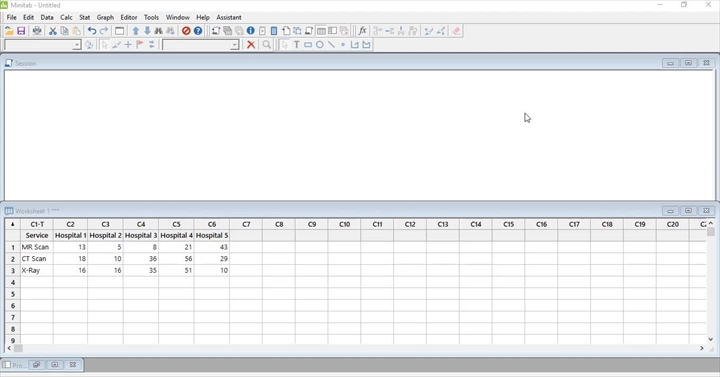 Minitab - Untitled
File Edit Data Calc Stat Graph Editor Tools Window Help Assistant
Session
Worksheet 1 ***
C1-T C2 C3 C4 C5 C6 C7 C8 C9 C10 C11 C12 C13 C14 C15 C16 C17 C18 C19 C20
Service Hospital 1 Hospital 2 Hospital 3 Hospital 4 Hospital 5
1 MR Scan 13 5 8 21 43
2 CT Scan 18 10 36 56 29
3 X-Ray 16 16 35 51 10
4
5
6
7
8
9
Pro...